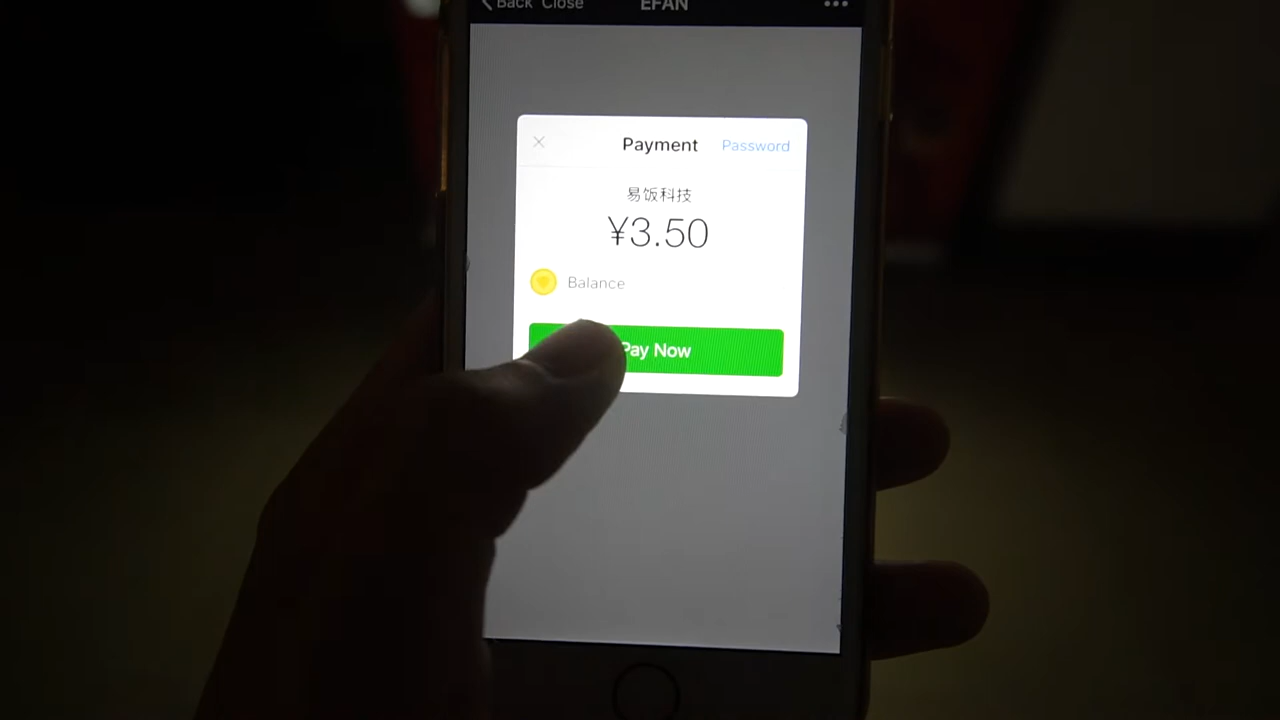 Back Close EFAN
Payment Password
易饭科技
¥3.50
Balance
Pay Now